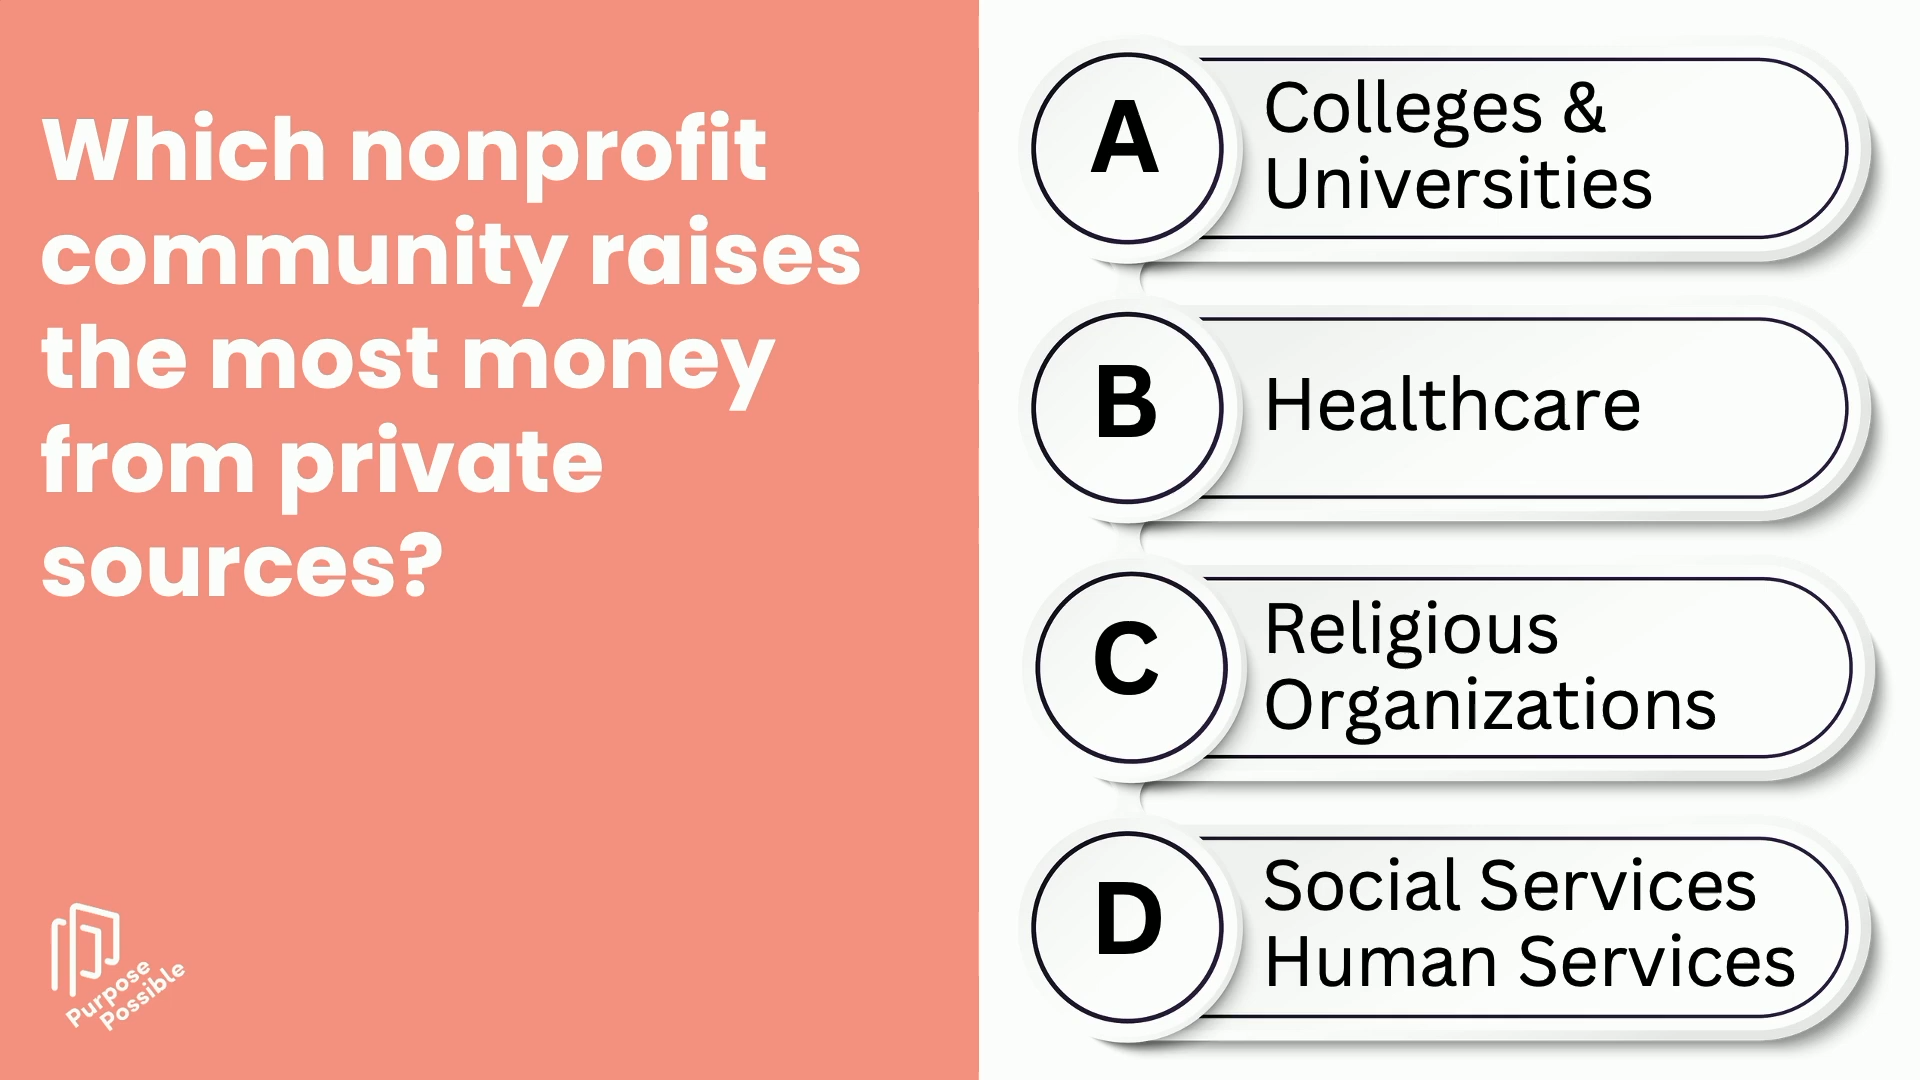 Which nonprofit
community raises
the most money
from private
sources?
A
Colleges &
Universities
B
Healthcare
C
Religious
Organizations
D
Social Services
Human Services
Purpose
Possible